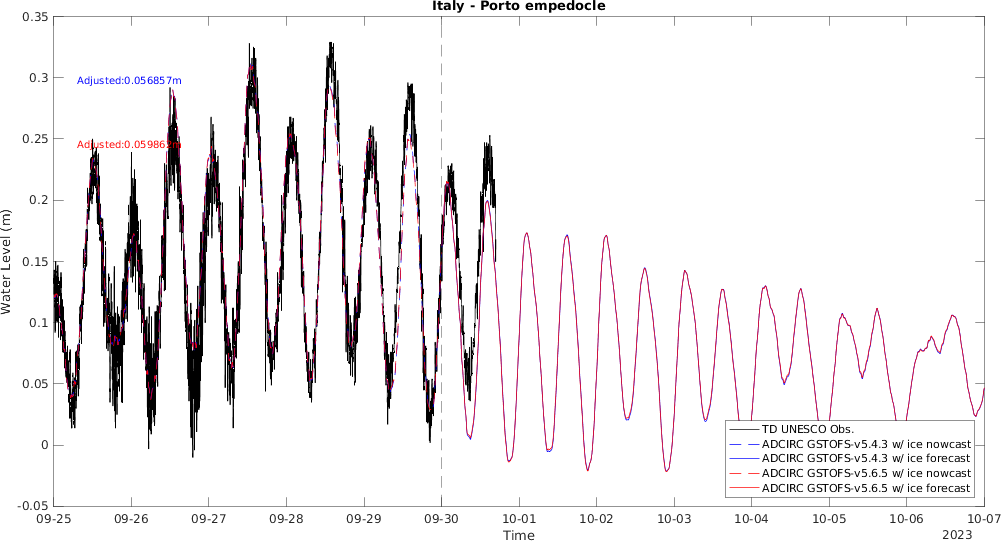 Italy - Porto empedocle
0.35
0.3
0.25
0.2
0.15
0.1
0.05
0
-0.05
Water Level (m)
Adjusted:0.056857m
Adjusted:0.05986
09-25
09-26
09-27
09-28
09-29
09-30
10-01
10-02
10-03
10-04
10-05
10-06
10-07
Time
2023
TD UNESCO Obs.
ADCIRC GSTOFS-v5.4.3 w/ ice nowcast
ADCIRC GSTOFS-v5.4.3 w/ ice forecast
ADCIRC GSTOFS-v5.6.5 w/ ice nowcast
ADCIRC GSTOFS-v5.6.5 w/ ice forecast